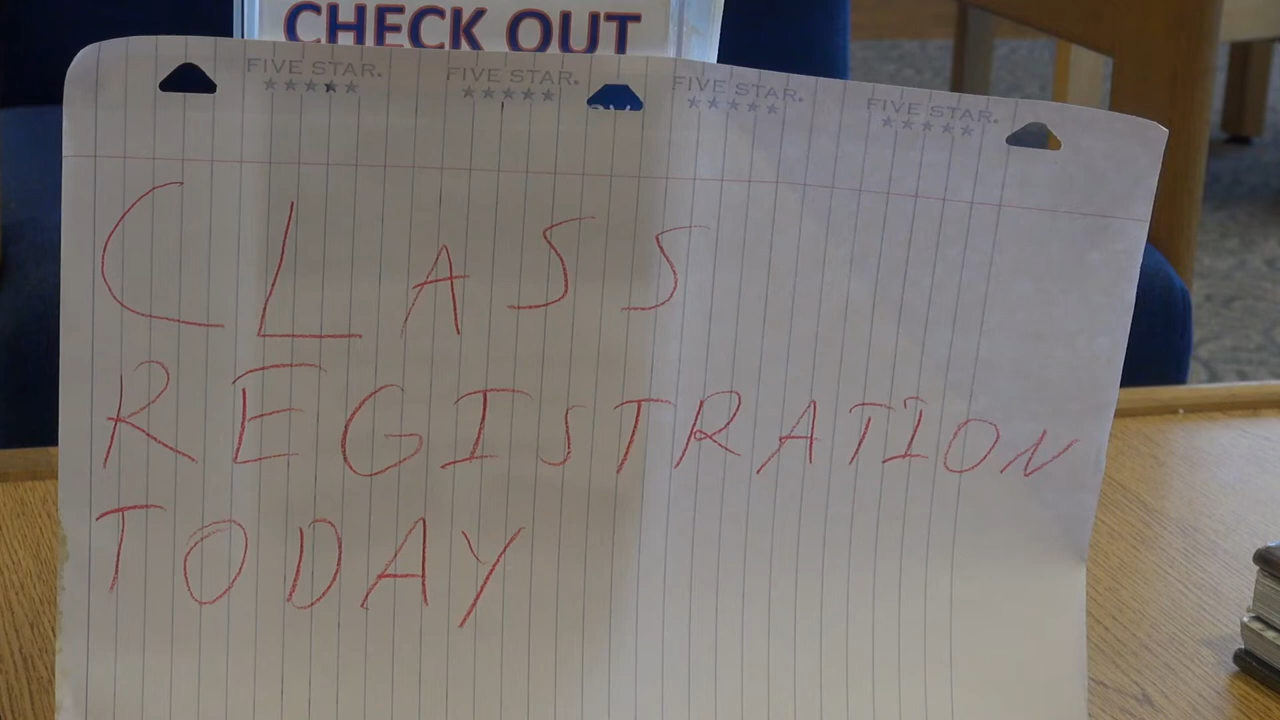 CHECK OUT
FIVE STAR. FIVE STAR. FIVE STAR. FIVE STAR.
CLASS
REGISTRATION
TODAY